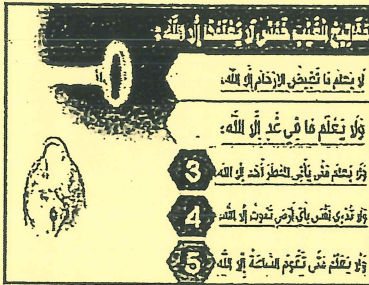 مفاتيح الغيب خمس لا يعلمها إلا الله:
لا يعلم ما تغيض الأرحام إلا الله،
ولا يعلم ما في غد إلا الله؛
3 ولا يعلم متى يأتي المطر أحد إلا الله
4 ولا تدري نفس بأي أرض تموت إلا الله؛
5 ولا يعلم متى تقوم الساعة إلا الله